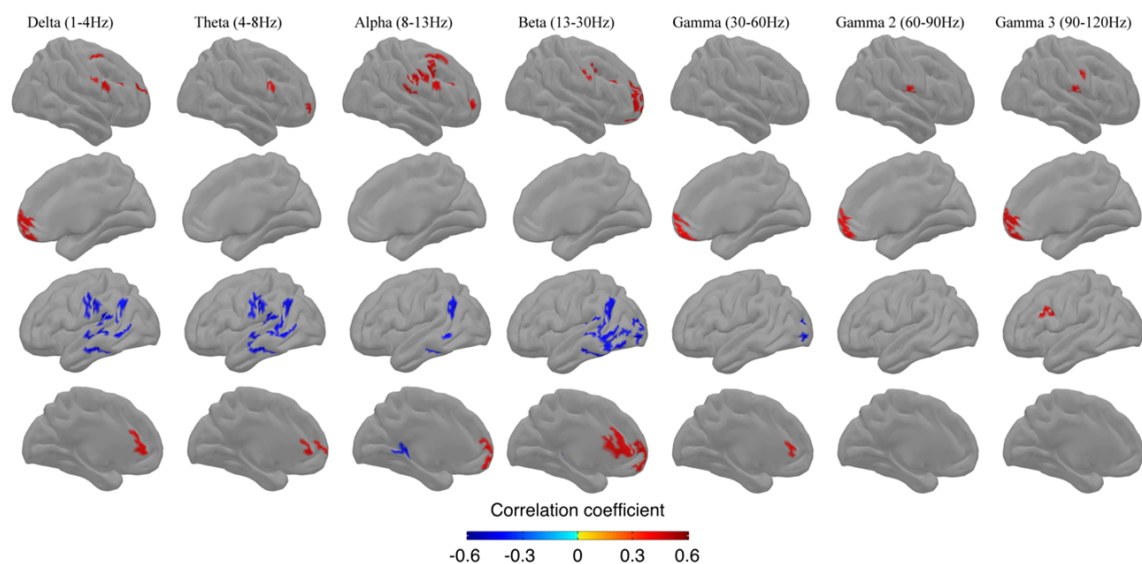 Delta (1-4Hz) Theta (4-8Hz) Alpha (8-13Hz) Beta (13-30Hz) Gamma (30-60Hz) Gamma 2 (60-90Hz) Gamma 3 (90-120Hz)
Correlation coefficient
-0.6 -0.3 0 0.3 0.6